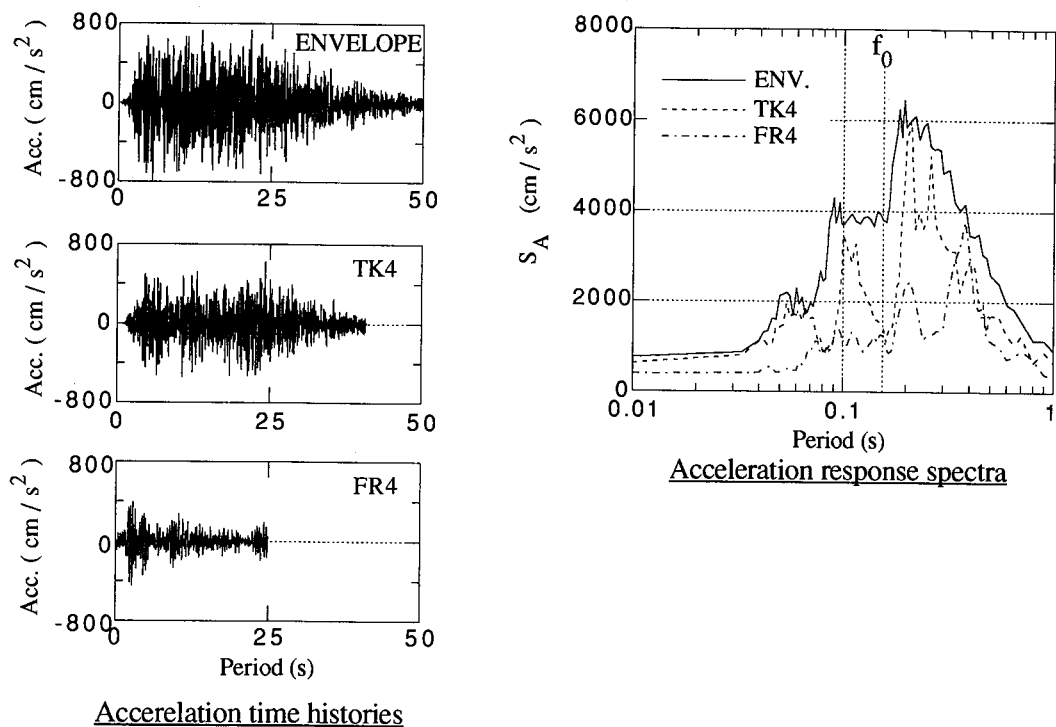 800
ENVELOPE
Acc. ( cm / s²)
0
-800
0 25 50
800
TK4
Acc. ( cm / s²)
0
-800
0 25 50
800
FR4
Acc. ( cm / s²)
0
-800
0 25 50
Period (s)
Accerelation time histories
8000
f₀
ENV.
TK4
FR4
6000
S_A (cm / s²)
4000
2000
0
0.01 0.1 1
Period (s)
Acceleration response spectra